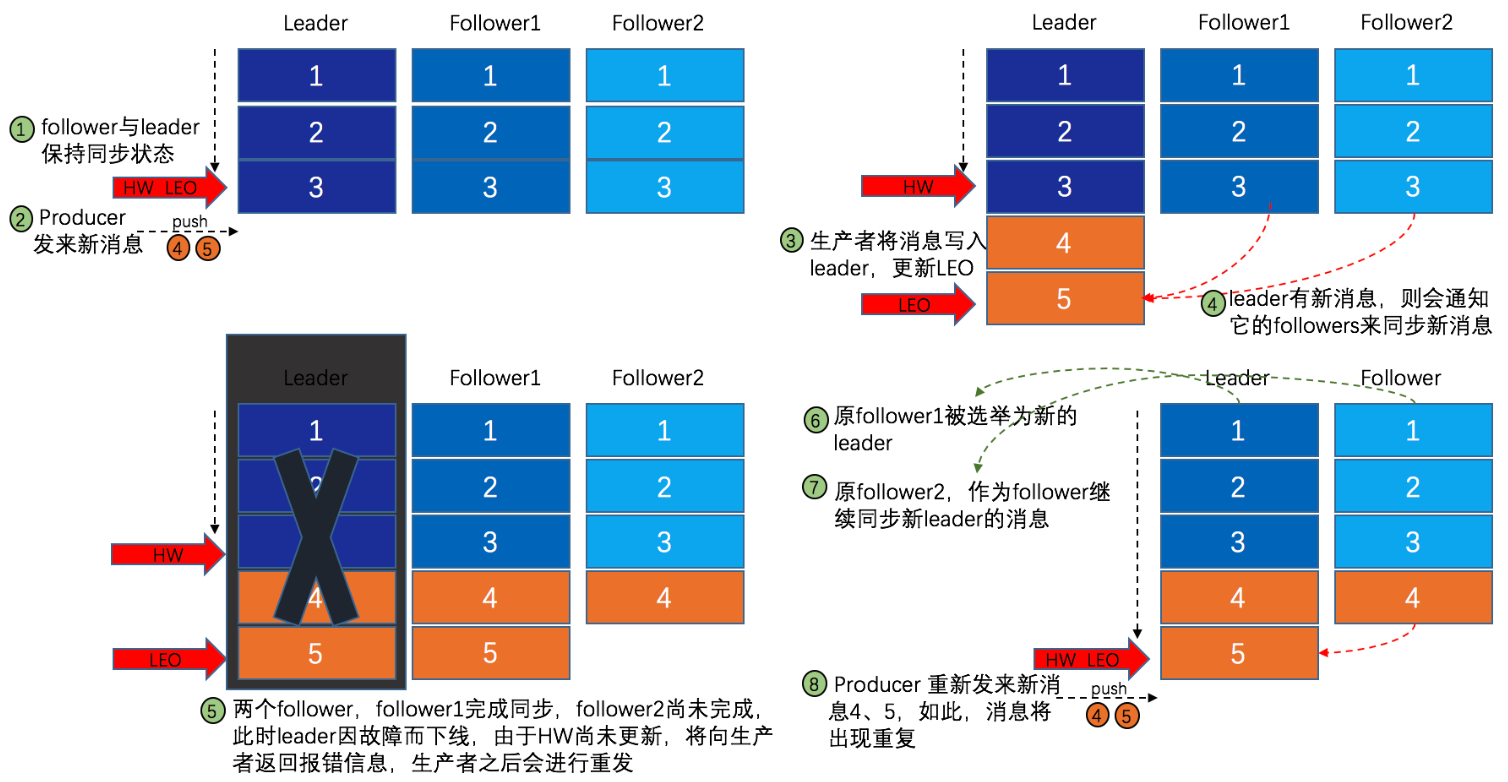 Leader Follower1 Follower2
1 1 1
2 2 2
3 3 3
① follower与leader
保持同步状态
HW LEO
② Producer
发来新消息
push
4 5
Leader Follower1 Follower2
1 1 1
2 2 2
3 3 3
4
5
HW
③ 生产者将消息写入
leader，更新LEO
LEO
④ leader有新消息，则会通知
它的followers来同步新消息
Leader Follower1 Follower2
1 1 1
2 2 2
3 3
4 4 4
5 5
HW
LEO
⑤ 两个follower，follower1完成同步，follower2尚未完成，
此时leader因故障而下线，由于HW尚未更新，将向生产
者返回报错信息，生产者之后会进行重发
Leader Follower
1 1
2 2
3 3
4 4
5
⑥ 原follower1被选举为新的
leader
⑦ 原follower2，作为follower继
续同步新leader的消息
HW LEO
⑧ Producer 重新发来新消
息4、5，如此，消息将
出现重复
push
4 5